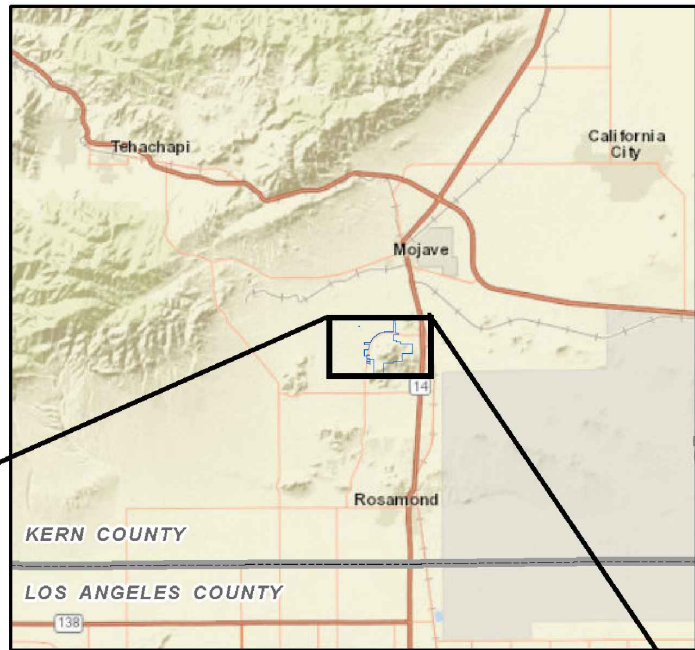 Tehachapi
California
City
Mojave
14
Rosamond
KERN COUNTY
LOS ANGELES COUNTY
138